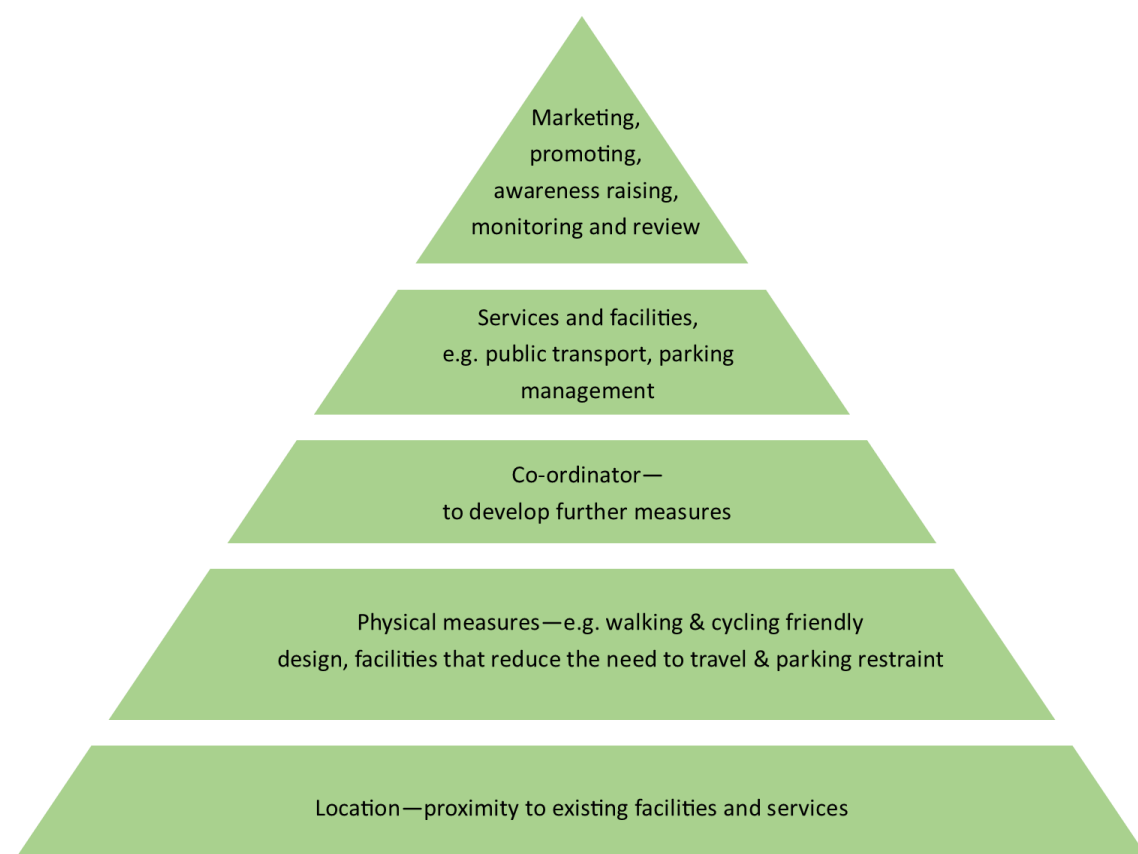 Marketing,
promoting,
awareness raising,
monitoring and review
Services and facilities,
e.g. public transport, parking
management
Co-ordinator—
to develop further measures
Physical measures—e.g. walking & cycling friendly
design, facilities that reduce the need to travel & parking restraint
Location—proximity to existing facilities and services